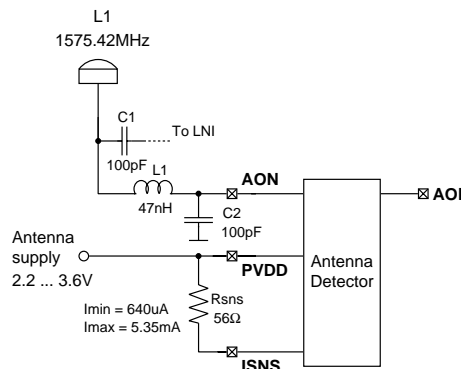 L1
1575.42MHz
C1
To LNI
100pF
L1
AON
47nH
C2
100pF
Antenna
supply
2.2 ... 3.6V
PVDD
Antenna
Detector
Rsns
56Ω
Imin = 640uA
Imax = 5.35mA
ISNS